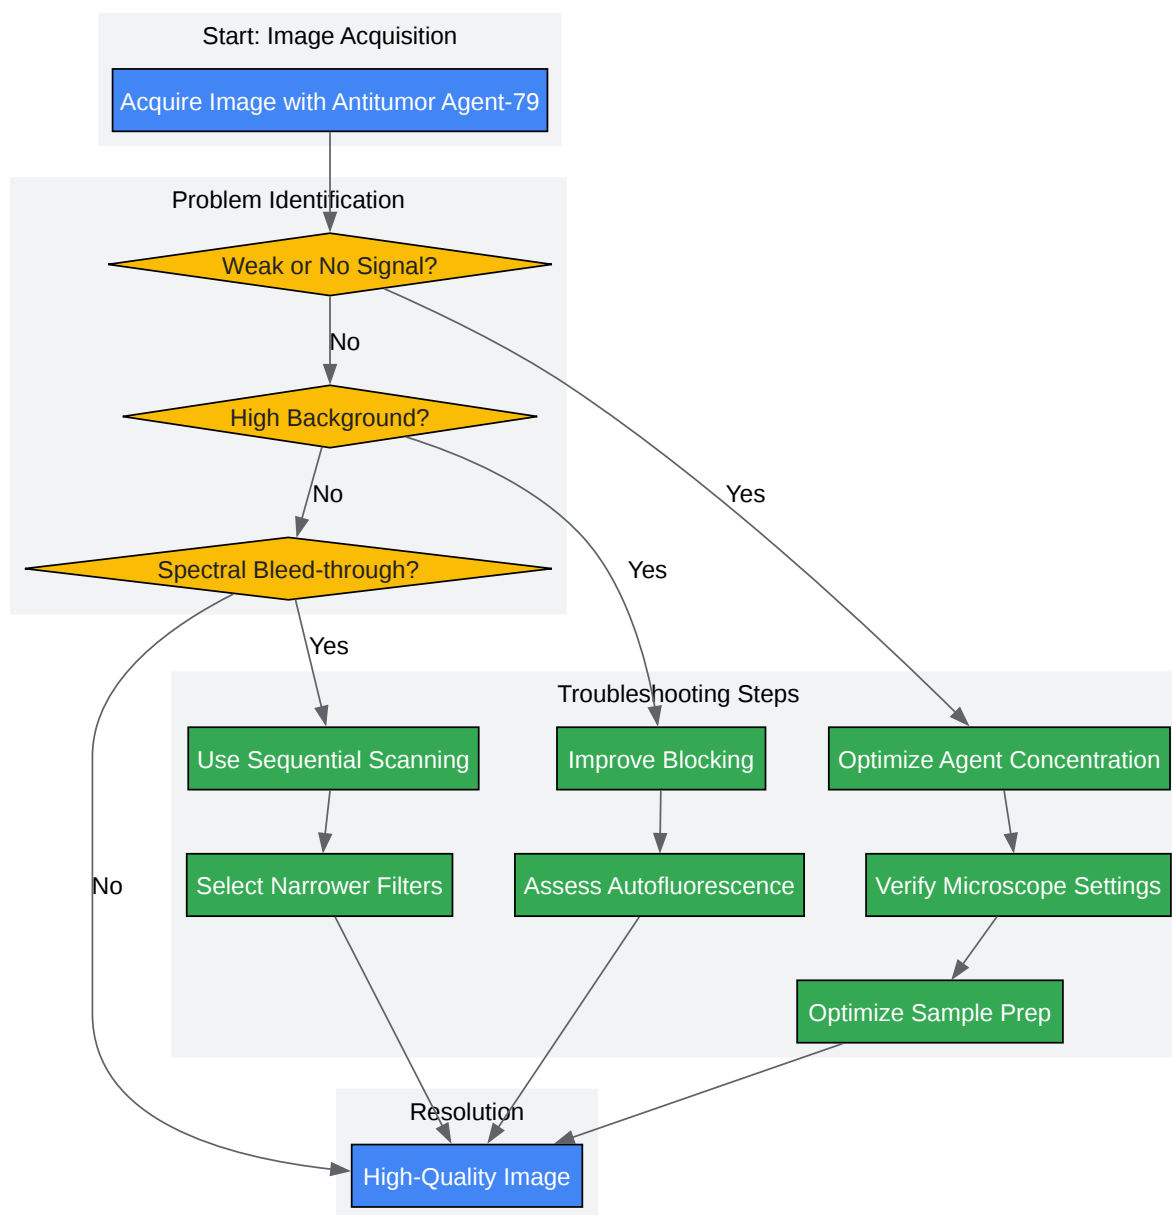 Start: Image Acquisition
Acquire Image with Antitumor Agent-79
Problem Identification
Weak or No Signal?
No
High Background?
No
Yes
Spectral Bleed-through?
Yes
Yes
Troubleshooting Steps
Use Sequential Scanning
Improve Blocking
Optimize Agent Concentration
No
Select Narrower Filters
Assess Autofluorescence
Verify Microscope Settings
Optimize Sample Prep
Resolution
High-Quality Image